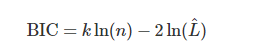 BIC = k ln(n) − 2 ln(L̂)